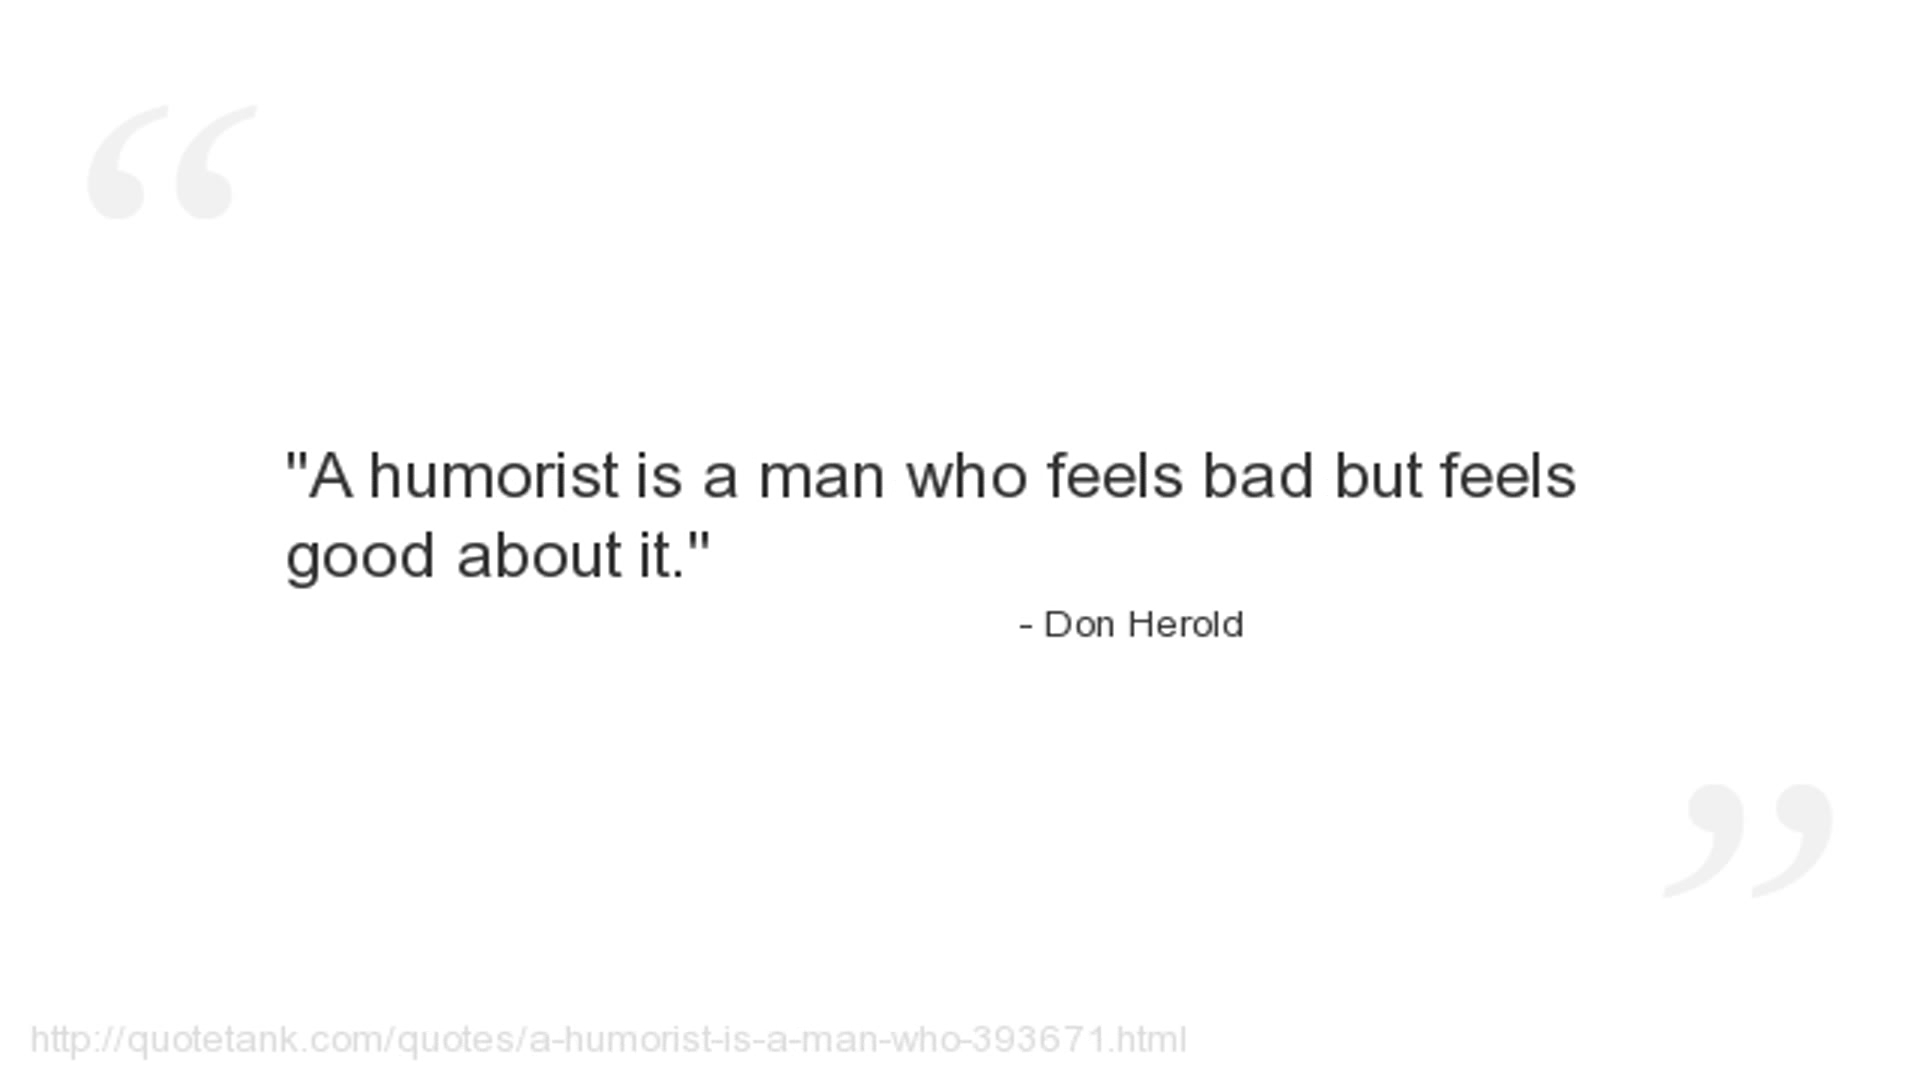 "A humorist is a man who feels bad but feels
good about it."
- Don Herold
http://quotetank.com/quotes/a-humorist-is-a-man-who-393671.html